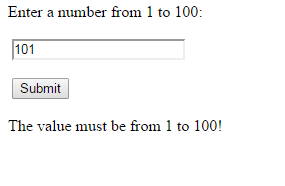 Enter a number from 1 to 100:
101
Submit
The value must be from 1 to 100!